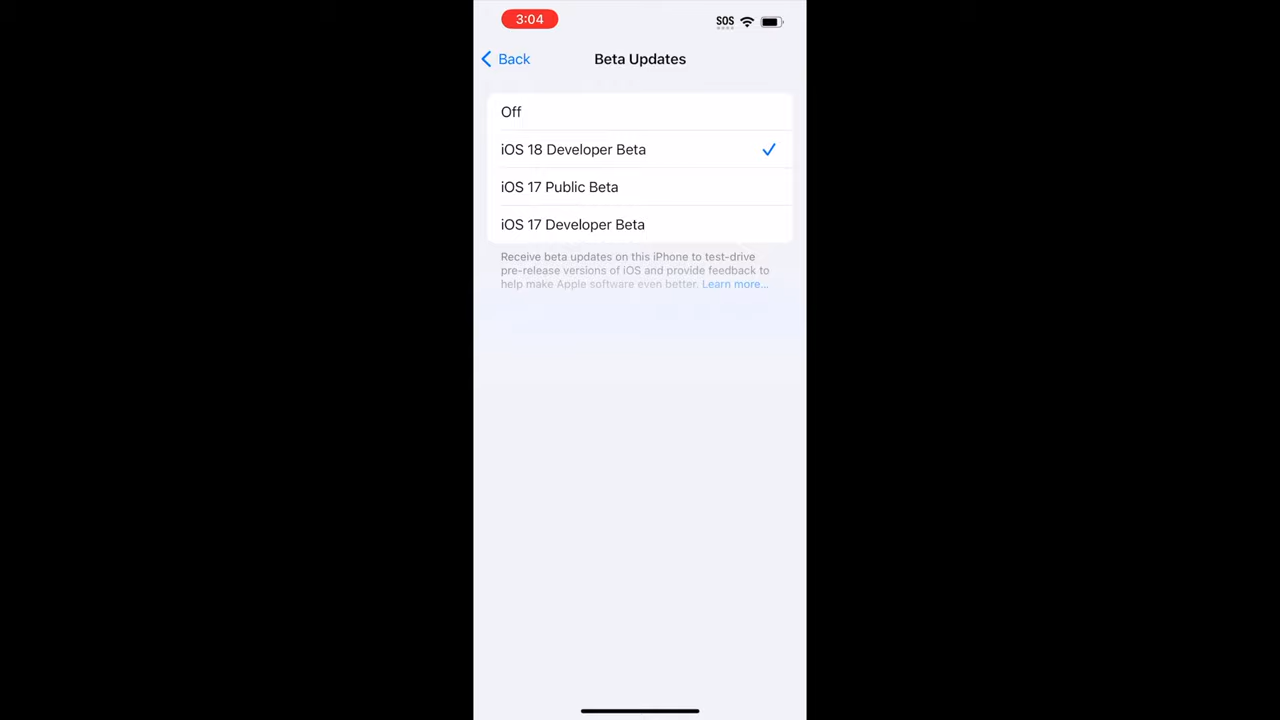 3:04
SOS
Back
Beta Updates
Off
iOS 18 Developer Beta
iOS 17 Public Beta
iOS 17 Developer Beta
Receive beta updates on this iPhone to test-drive
pre-release versions of iOS and provide feedback to
help make Apple software even better. Learn more...